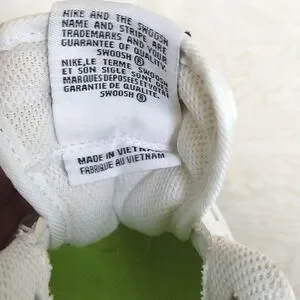 NIKE AND THE SWOOSH
NAME AND STRIPE ARE
TRADEMARKS AND YOUR
GUARANTEE OF QUALITY.
SWOOSH ®
NIKE, LE TERME SWOOSH
ET SON SIGLE SONT DES
MARQUES DEPOSEES ET VOTRE
GARANTIE DE QUALITE.
SWOOSH ®
MADE IN VIETNAM
FABRIQUE AU VIETNAM